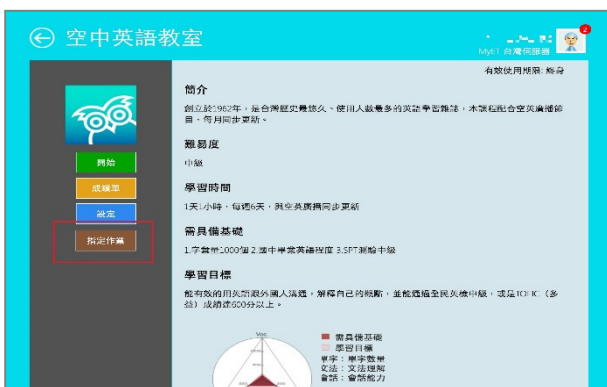 空中英語教室
2
MyET 台灣伺服器
有效使用期限: 終身
簡介
創立於1962年，是台灣歷史最悠久、使用人數最多的英語學習雜誌，本課程配合空英廣播節
目，每月同步更新。
難易度
中級
開始
學習時間
成績單
1天1小時，每週6天，與空英廣播同步更新
設定
需具備基礎
指定作業
1.字彙量1000個 2.國中畢業英語程度 3.SPT測驗中級
學習目標
能有效的用英語跟外國人溝通，解釋自己的觀點，並能通過全民英檢中級，或是TOEIC（多
益）成績達600分以上。
Voc.
需具備基礎
學習目標
單字：單字數量
文法：文法理解
會話：會話能力